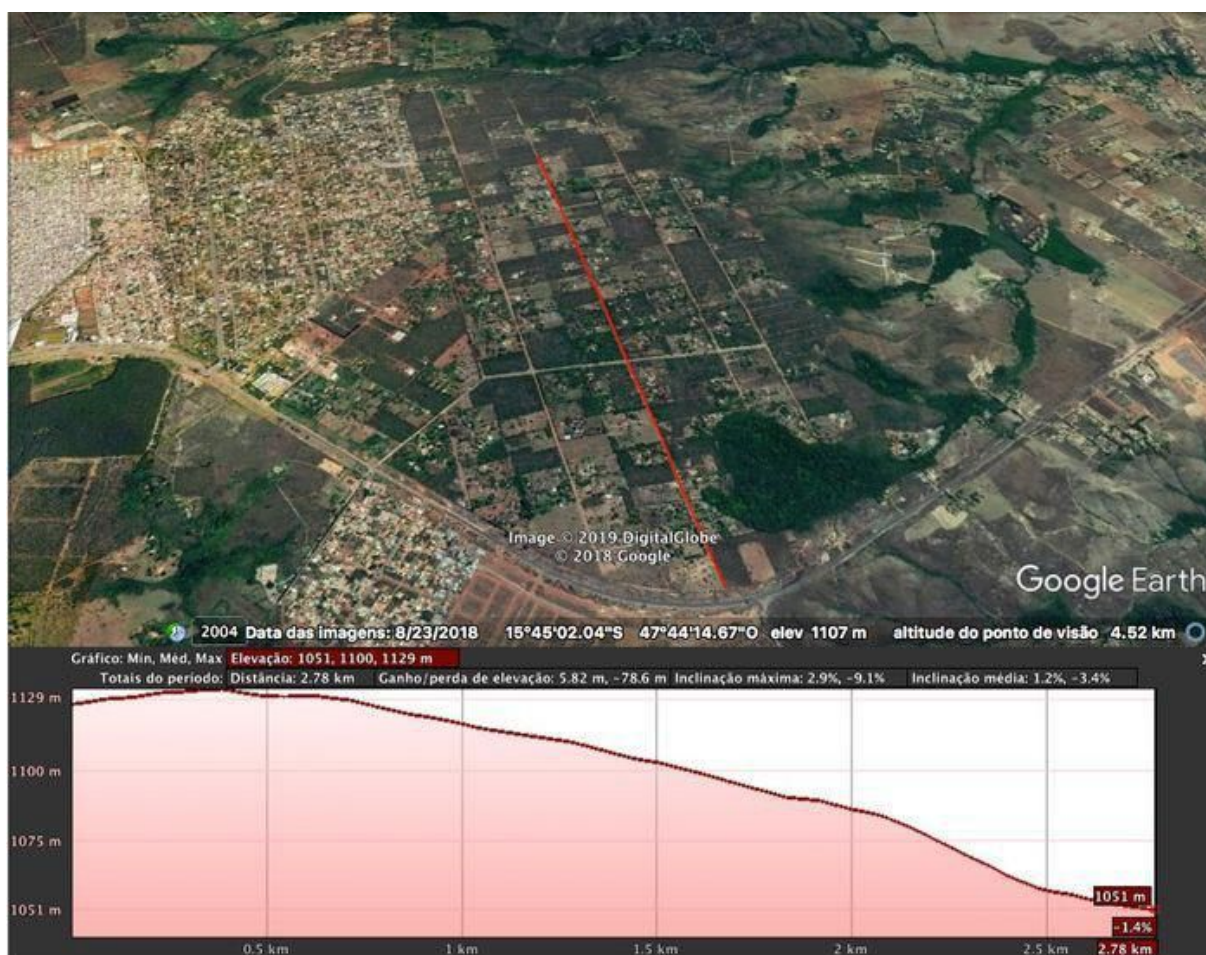 Image © 2019 DigitalGlobe
© 2018 Google
Google Earth
2004 Data das imagens: 8/23/2018 15°45'02.04"S 47°44'14.67"O elev 1107 m altitude do ponto de visão 4.52 km
Gráfico: Min, Méd, Max Elevação: 1051, 1100, 1129 m
Totais do período: Distância: 2.78 km Ganho/perda de elevação: 5.82 m, -78.6 m Inclinação máxima: 2.9%, -9.1% Inclinação média: 1.2%, -3.4%
1129 m
1100 m
1075 m
1051 m
1051 m
-1.4%
0.5 km 1 km 1.5 km 2 km 2.5 km 2.78 km